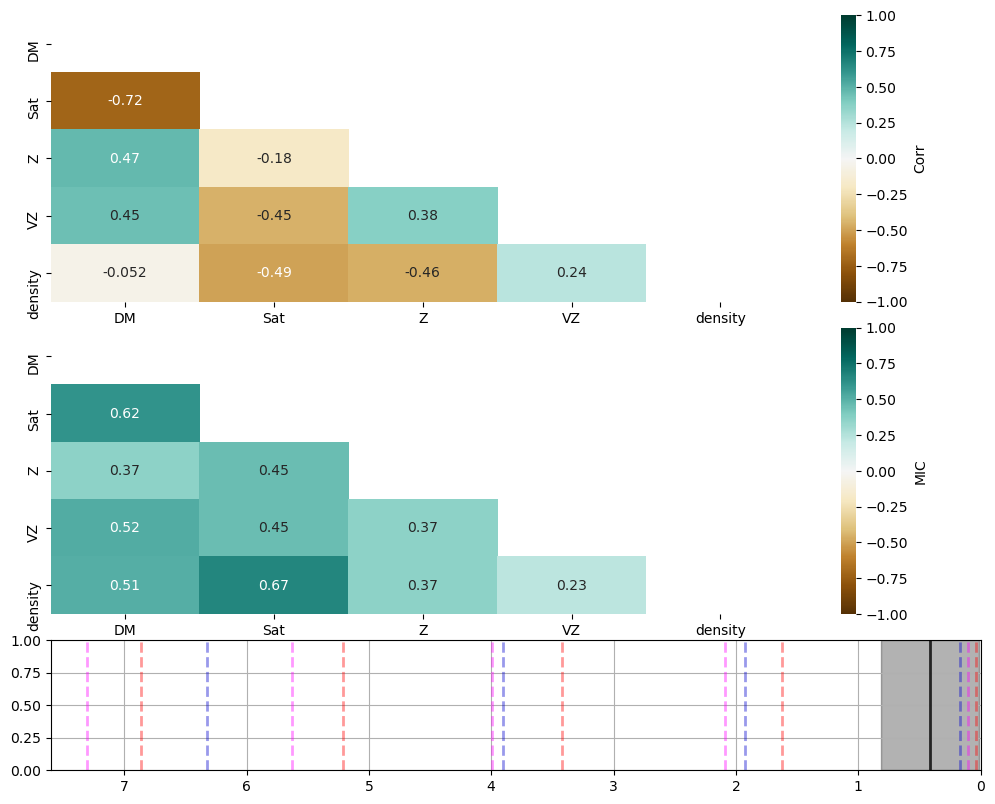 DM
Sat
-0.72
Z
0.47 -0.18
VZ
0.45 -0.45 0.38
density
-0.052 -0.49 -0.46 0.24
DM Sat Z VZ density
1.00
0.75
0.50
0.25
0.00
−0.25
−0.50
−0.75
−1.00
Corr
DM
Sat
0.62
Z
0.37 0.45
VZ
0.52 0.45 0.37
density
0.51 0.67 0.37 0.23
DM Sat Z VZ density
1.00
0.75
0.50
0.25
0.00
−0.25
−0.50
−0.75
−1.00
MIC
1.00
0.75
0.50
0.25
0.00
7 6 5 4 3 2 1 0